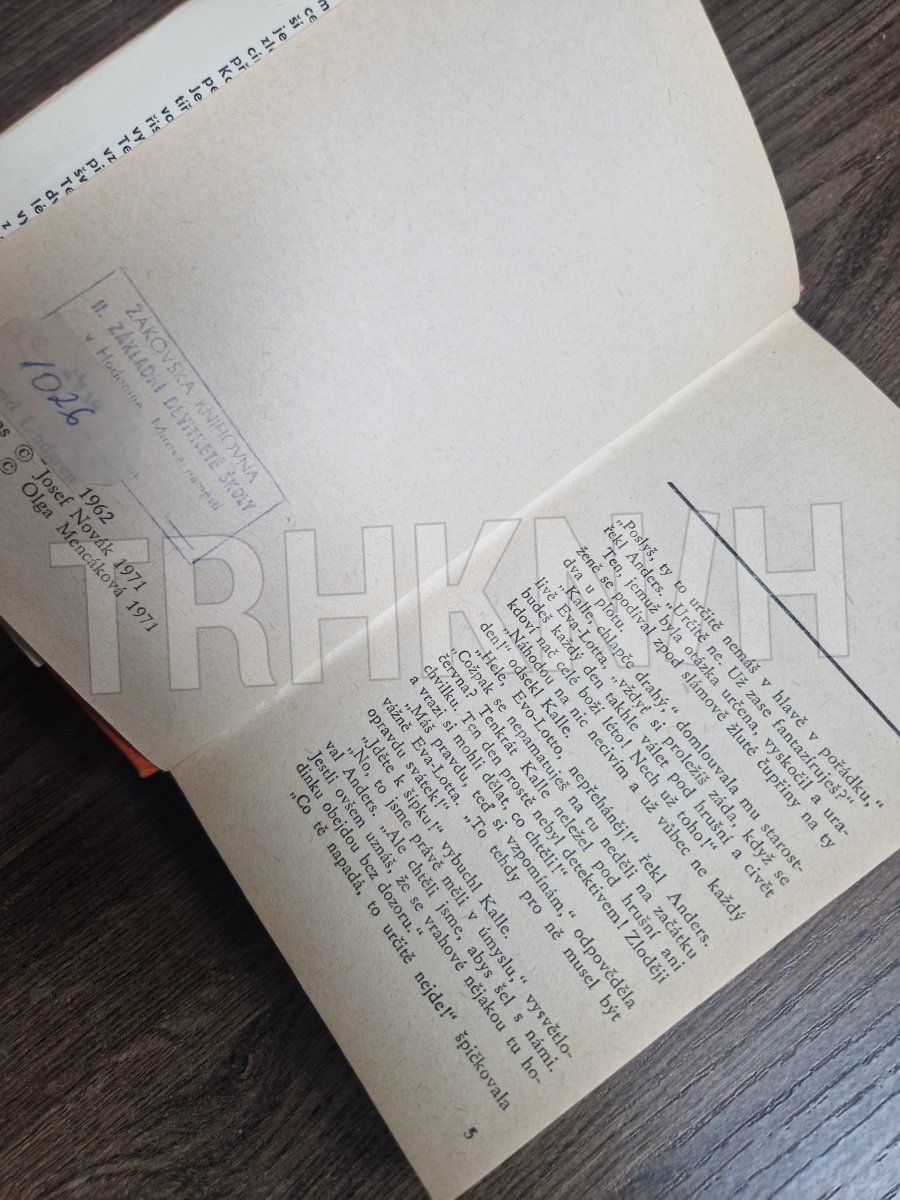 ŽÁKOVSKÁ KNIHOVNA
II. ZÁKLADNÍ DEVÍTILETÉ ŠKOLY
v Hodoníně, Mírové náměstí
1026
1962
© Josef Novák 1971
© Olga Mencáková 1971
„Poslyš, ty to určitě nemáš v hlavě v pořádku,“
řekl Anders. „Určitě ne. Už zase fantazíruješ?“
Ten, jemuž byla otázka určena, vyskočil a ura-
ženě se podíval zpod slámově žluté čupřiny na ty
dva u plotu.
„Kalle, chlapče drahý,“ domlouvala mu starost-
livě Eva-Lotta, „vždyť si proležíš záda, když se
budeš každý den takhle válet pod hrušní a civět
kdoví nač celé boží léto! Nech už toho!“
„Náhodou na nic necivím a už vůbec ne každý
den!“ odsekl Kalle.
„Hele, Evo-Lotto, nepřeháněj!“ řekl Anders.
„Cožpak se nepamatuješ na tu neděli na začátku
června? Tenkrát Kalle neležel pod hrušní ani
chvilku. Ten den prostě nebyl detektivem! Zloději
a vrazi si mohli dělat, co chtěli!“
„Máš pravdu, teď si vzpomínám,“ odpověděla
vážně Eva-Lotta. „To tehdy pro ně musel být
opravdu svátek!“
„Jděte k šípku!“ vybuchl Kalle.
„No, to jsme právě měli v úmyslu,“ vysvětlo-
val Anders. „Ale chtěli jsme, abys šel s námi.
Jestli ovšem uznáš, že se vrahové nějakou tu ho-
dinku obejdou bez dozoru.“
„Co tě napadá, to určitě nejde!“ špičkovala
5
TRHKNIH